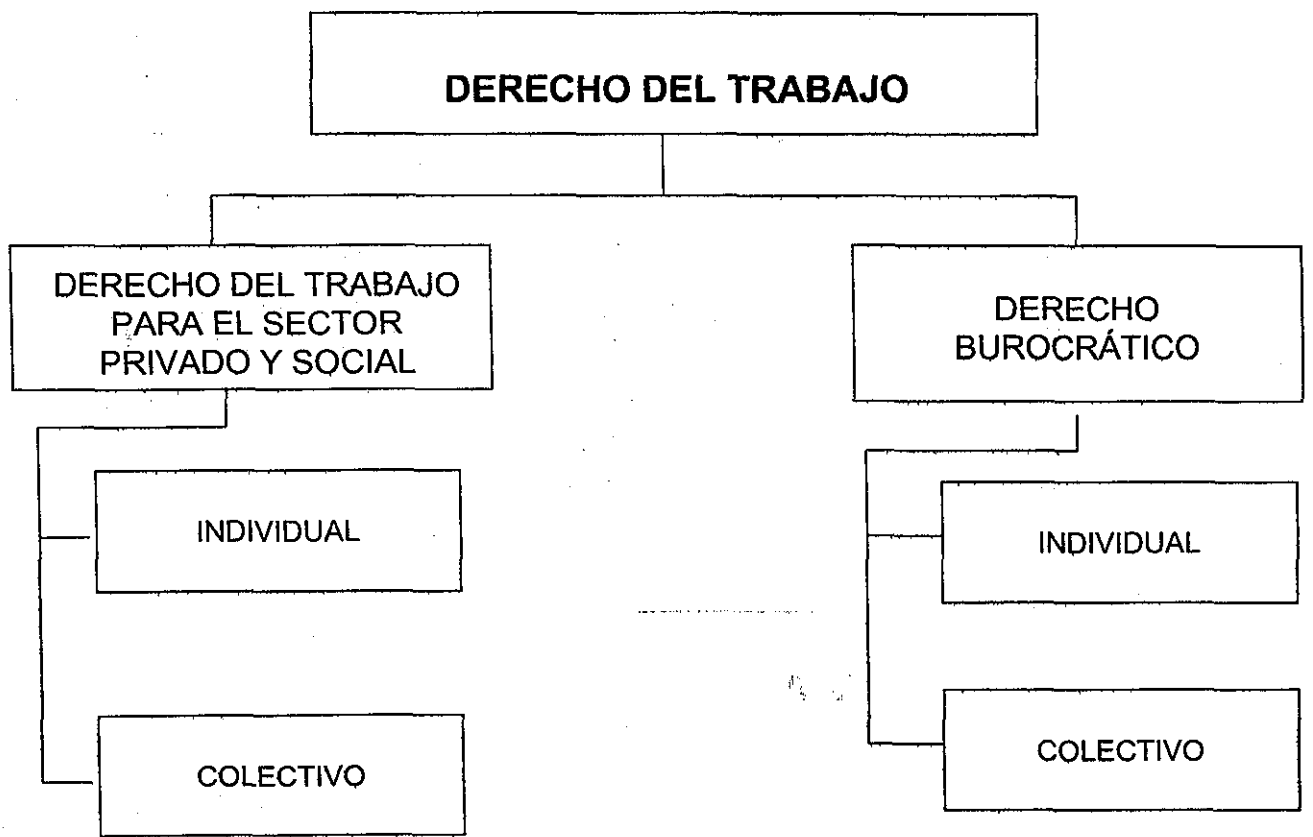 DERECHO DEL TRABAJO
DERECHO DEL TRABAJO
PARA EL SECTOR
PRIVADO Y SOCIAL
INDIVIDUAL
COLECTIVO
DERECHO
BUROCRÁTICO
INDIVIDUAL
COLECTIVO